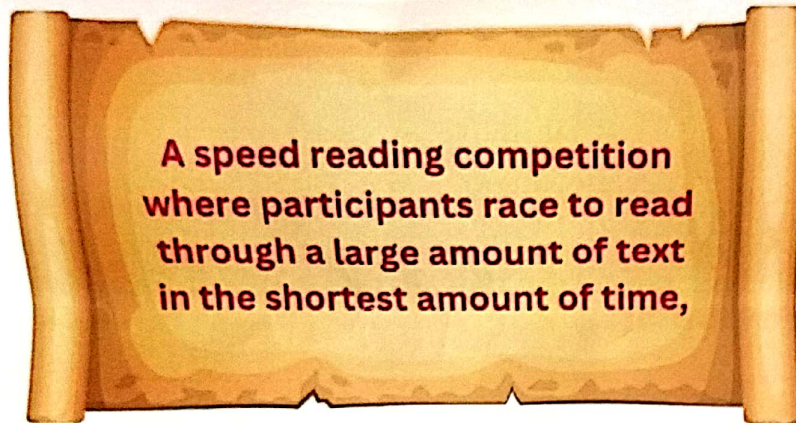 A speed reading competition
where participants race to read
through a large amount of text
in the shortest amount of time,